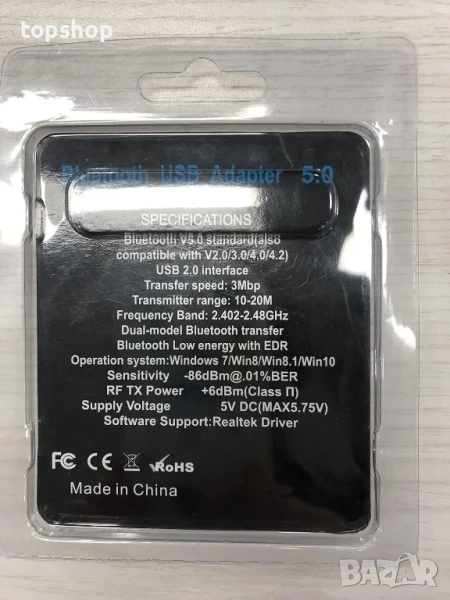 topshop
Bluetooth USB Adapter 5.0
SPECIFICATIONS
Bluetooth V5.0 standard(also
compatible with V2.0/3.0/4.0/4.2)
USB 2.0 interface
Transfer speed: 3Mbp
Transmitter range: 10-20M
Frequency Band: 2.402-2.48GHz
Dual-model Bluetooth transfer
Bluetooth Low energy with EDR
Operation system:Windows 7/Win8/Win8.1/Win10
Sensitivity -86dBm@.01%BER
RF TX Power +6dBm(Class Π)
Supply Voltage 5V DC(MAX5.75V)
Software Support:Realtek Driver
FC CE RoHS
Made in China
BAZAR